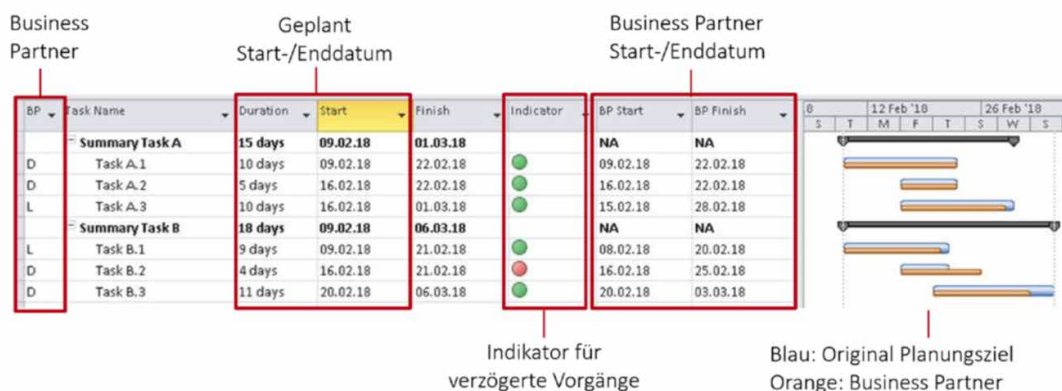 Business
Partner
Geplant
Start-/Enddatum
Business Partner
Start-/Enddatum
BP Task Name Duration Start Finish Indicator BP Start BP Finish 8 12 Feb '18 26 Feb '18
S T M F T S W S
Summary Task A 15 days 09.02.18 01.03.18 NA NA
D Task A.1 10 days 09.02.18 22.02.18 09.02.18 22.02.18
D Task A.2 5 days 16.02.18 22.02.18 16.02.18 22.02.18
L Task A.3 10 days 16.02.18 01.03.18 15.02.18 28.02.18
Summary Task B 18 days 09.02.18 06.03.18 NA NA
L Task B.1 9 days 09.02.18 21.02.18 08.02.18 20.02.18
D Task B.2 4 days 16.02.18 21.02.18 16.02.18 25.02.18
D Task B.3 11 days 20.02.18 06.03.18 20.02.18 03.03.18
Indikator für
verzögerte Vorgänge
Blau: Original Planungsziel
Orange: Business Partner